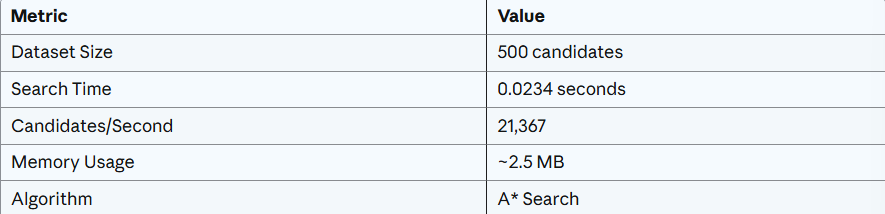 Metric Value
Dataset Size 500 candidates
Search Time 0.0234 seconds
Candidates/Second 21,367
Memory Usage ~2.5 MB
Algorithm A* Search